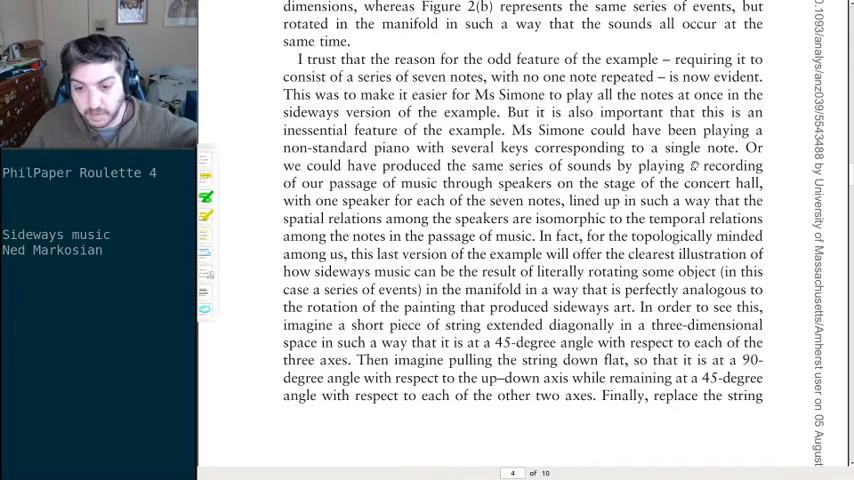 PhilPaper Roulette 4
Sideways music
Ned Markosian
dimensions, whereas Figure 2(b) represents the same series of events, but
rotated in the manifold in such a way that the sounds all occur at the
same time.
I trust that the reason for the odd feature of the example – requiring it to
consist of a series of seven notes, with no one note repeated – is now evident.
This was to make it easier for Ms Simone to play all the notes at once in the
sideways version of the example. But it is also important that this is an
inessential feature of the example. Ms Simone could have been playing a
non-standard piano with several keys corresponding to a single note. Or
we could have produced the same series of sounds by playing a recording
of our passage of music through speakers on the stage of the concert hall,
with one speaker for each of the seven notes, lined up in such a way that the
spatial relations among the speakers are isomorphic to the temporal relations
among the notes in the passage of music. In fact, for the topologically minded
among us, this last version of the example will offer the clearest illustration of
how sideways music can be the result of literally rotating some object (in this
case a series of events) in the manifold in a way that is perfectly analogous to
the rotation of the painting that produced sideways art. In order to see this,
imagine a short piece of string extended diagonally in a three-dimensional
space in such a way that it is at a 45-degree angle with respect to each of the
three axes. Then imagine pulling the string down flat, so that it is at a 90-
degree angle with respect to the up–down axis while remaining at a 45-degree
angle with respect to each of the other two axes. Finally, replace the string
.1093/analys/anz039/5543488 by University of Massachusetts/Amherst user on 05 August
4 of 10